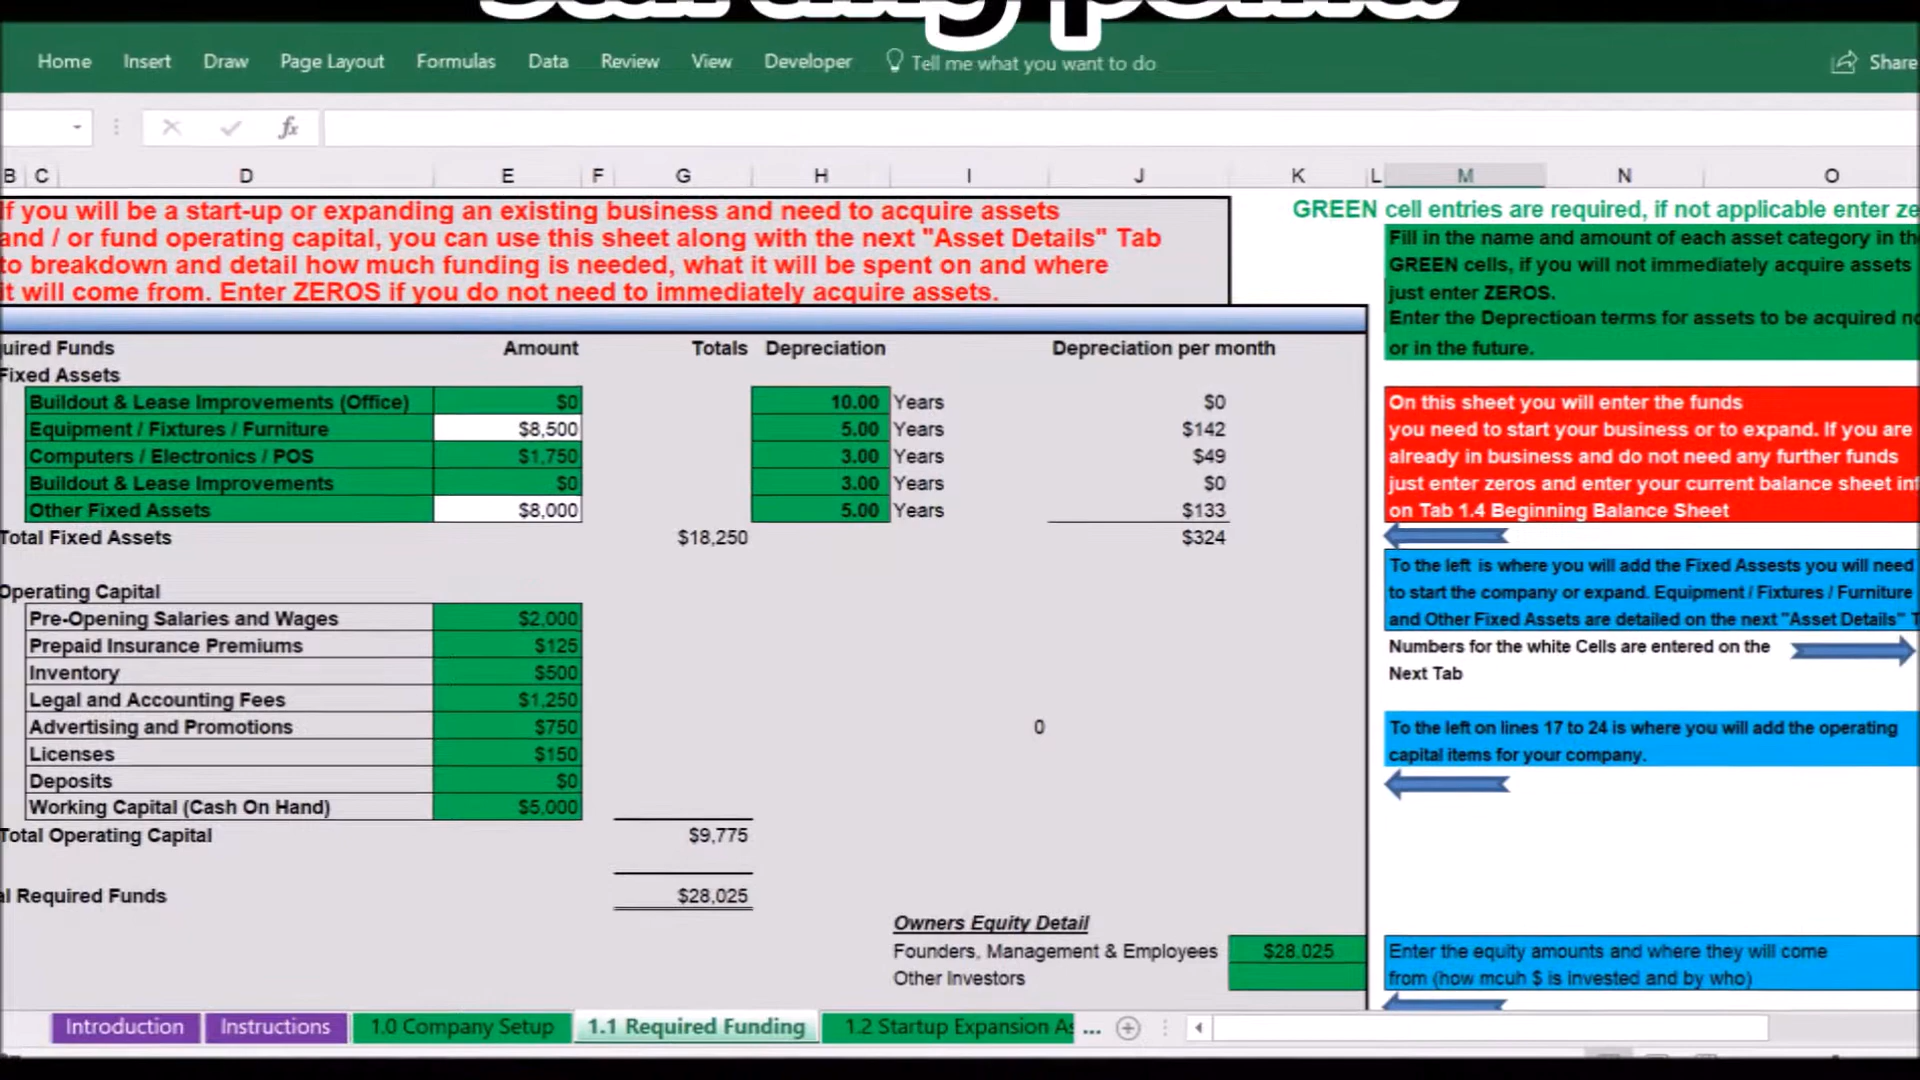 Starting point
Home Insert Draw Page Layout Formulas Data Review View Developer Tell me what you want to do Share
fx
B C D E F G H I J K L M N O
If you will be a start-up or expanding an existing business and need to acquire assets
and / or fund operating capital, you can use this sheet along with the next "Asset Details" Tab
to breakdown and detail how much funding is needed, what it will be spent on and where
it will come from. Enter ZEROS if you do not need to immediately acquire assets.
GREEN cell entries are required, if not applicable enter ze
Fill in the name and amount of each asset category in th
GREEN cells, if you will not immediately acquire assets
just enter ZEROS.
Enter the Deprectioan terms for assets to be acquired no
or in the future.
uired Funds Amount Totals Depreciation Depreciation per month
Fixed Assets
Buildout & Lease Improvements (Office) $0 10.00 Years $0
Equipment / Fixtures / Furniture $8,500 5.00 Years $142
Computers / Electronics / POS $1,750 3.00 Years $49
Buildout & Lease Improvements $0 3.00 Years $0
Other Fixed Assets $8,000 5.00 Years $133
Total Fixed Assets $18,250 $324
On this sheet you will enter the funds
you need to start your business or to expand. If you are
already in business and do not need any further funds
just enter zeros and enter your current balance sheet inf
on Tab 1.4 Beginning Balance Sheet
To the left is where you will add the Fixed Assests you will need
to start the company or expand. Equipment / Fixtures / Furniture
and Other Fixed Assets are detailed on the next "Asset Details" T
Numbers for the white Cells are entered on the
Next Tab
Operating Capital
Pre-Opening Salaries and Wages $2,000
Prepaid Insurance Premiums $125
Inventory $500
Legal and Accounting Fees $1,250
Advertising and Promotions $750 0
Licenses $150
Deposits $0
Working Capital (Cash On Hand) $5,000
Total Operating Capital $9,775
To the left on lines 17 to 24 is where you will add the operating
capital items for your company.
al Required Funds $28,025
Owners Equity Detail
Founders, Management & Employees $28.025
Other Investors
Enter the equity amounts and where they will come
from (how mcuh $ is invested and by who)
Introduction Instructions 1.0 Company Setup 1.1 Required Funding 1.2 Startup Expansion As ...